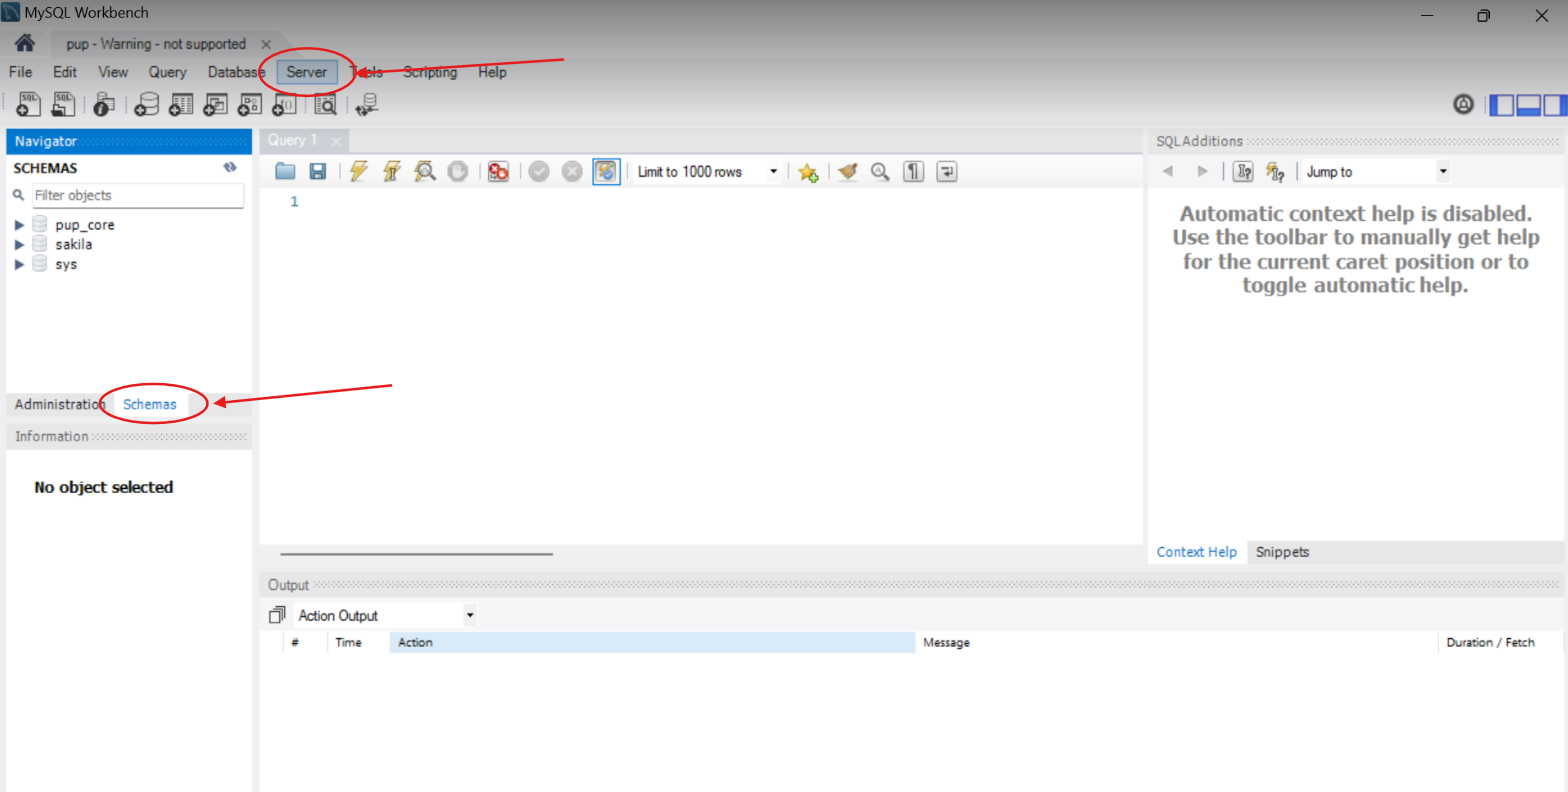 MySQL Workbench
pup - Warning - not supported
File Edit View Query Database Server Tools Scripting Help
SQL SQL
Navigator
SCHEMAS
Filter objects
pup_core
sakila
sys
Administration Schemas
Information
No object selected
Query 1
Limit to 1000 rows
1
SQLAdditions
Jump to
Automatic context help is disabled.
Use the toolbar to manually get help
for the current caret position or to
toggle automatic help.
Context Help Snippets
Output
Action Output
# Time Action Message Duration / Fetch